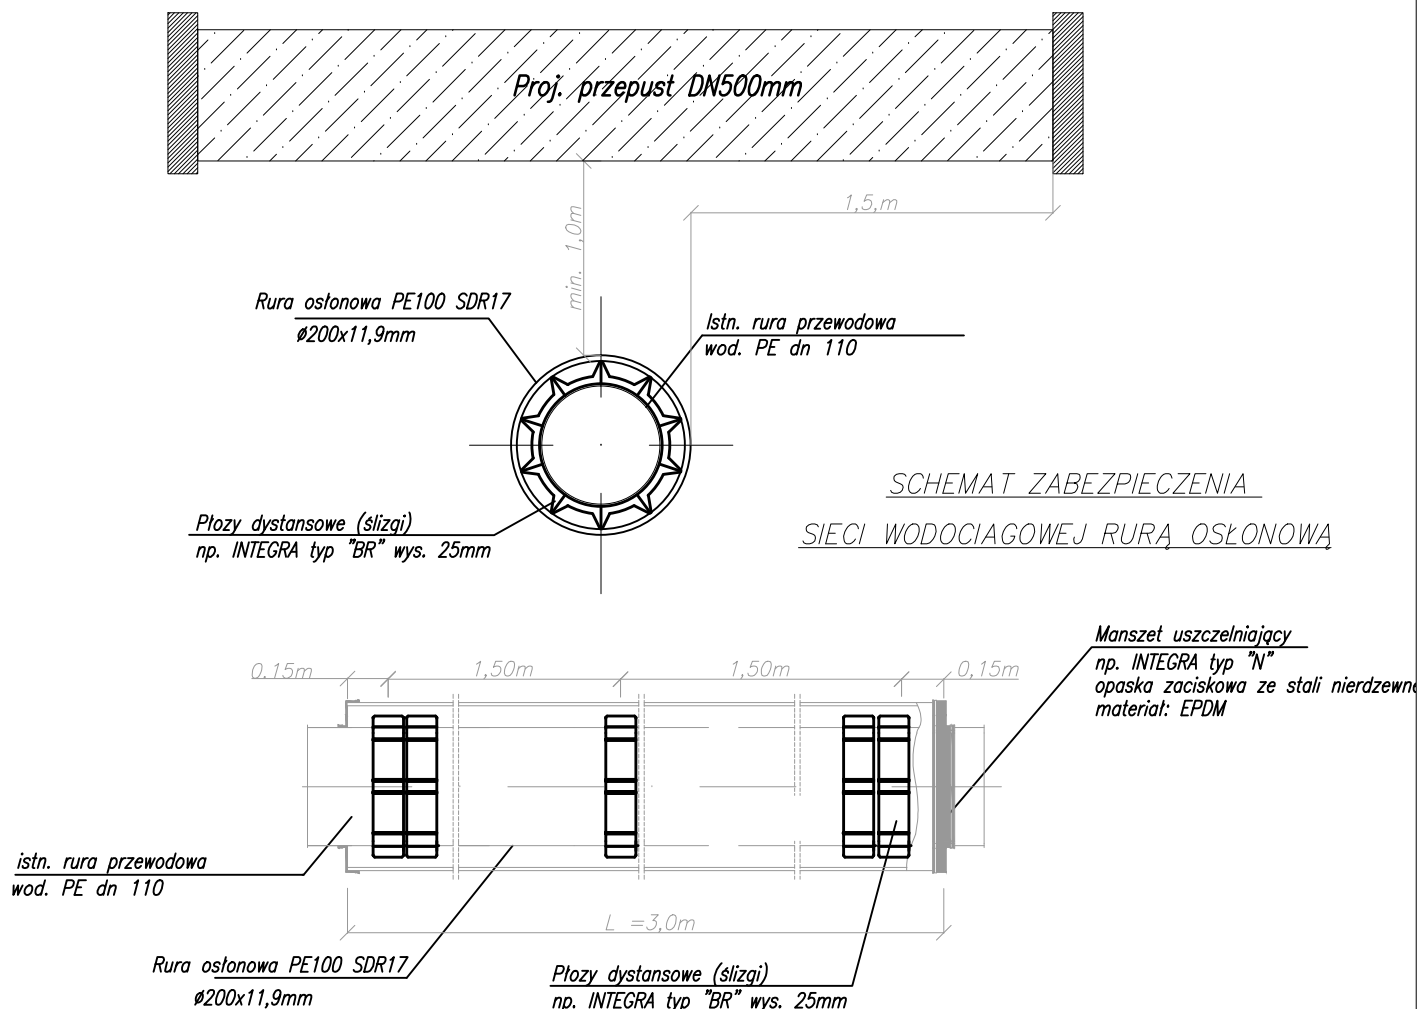 Proj. przepust DN500mm
1,5,m
min. 1,0m
Rura osłonowa PE100 SDR17
ø200x11,9mm
Istn. rura przewodowa
wod. PE dn 110
SCHEMAT ZABEZPIECZENIA
SIECI WODOCIAGOWEJ RURĄ OSŁONOWĄ
Płozy dystansowe (ślizgi)
np. INTEGRA typ "BR" wys. 25mm
Manszet uszczelniający
np. INTEGRA typ "N"
opaska zaciskowa ze stali nierdzewne
materiał: EPDM
0.15m
1,50m
1,50m
0,15m
istn. rura przewodowa
wod. PE dn 110
L =3,0m
Rura osłonowa PE100 SDR17
ø200x11,9mm
Płozy dystansowe (ślizgi)
np. INTEGRA typ "BR" wys. 25mm